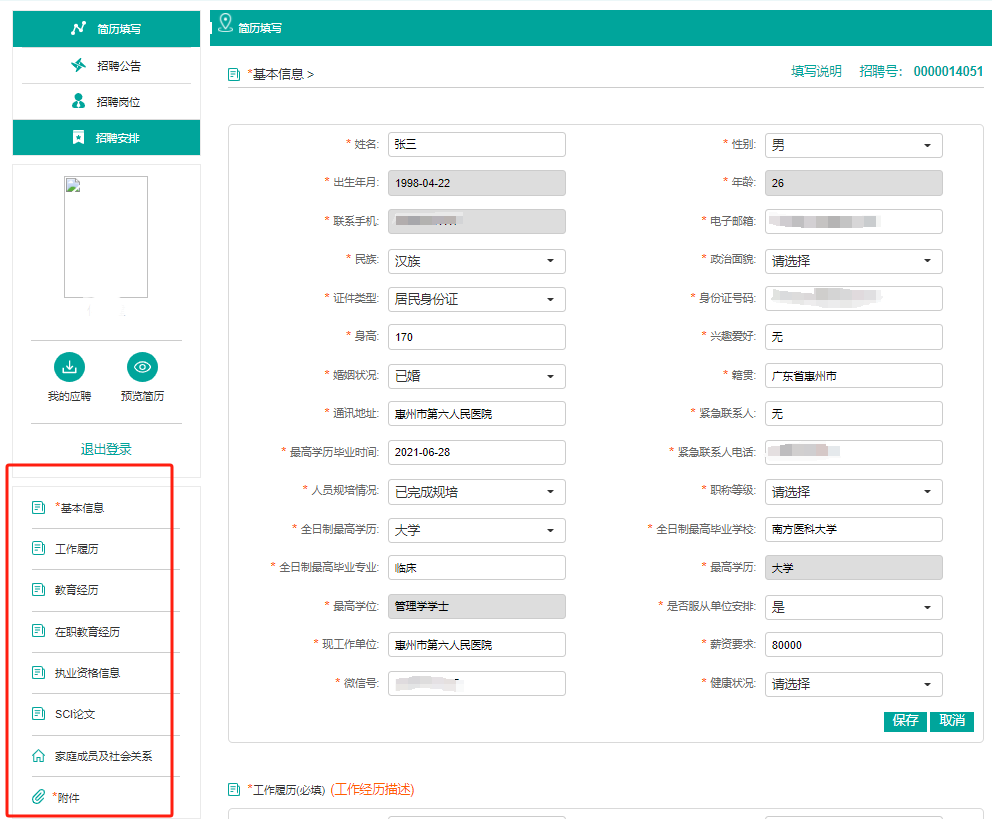 简历填写
招聘公告
招聘岗位
招聘安排
我的应聘 预览简历
退出登录
*基本信息
工作履历
教育经历
在职教育经历
执业资格信息
SCI论文
家庭成员及社会关系
*附件
简历填写
*基本信息 > 填写说明 招聘号: 0000014051
* 姓名: 张三 * 性别: 男
* 出生年月: 1998-04-22 * 年龄: 26
* 联系手机: * 电子邮箱:
* 民族: 汉族 * 政治面貌: 请选择
* 证件类型: 居民身份证 * 身份证号码:
* 身高: 170 * 兴趣爱好: 无
* 婚姻状况: 已婚 * 籍贯: 广东省惠州市
* 通讯地址: 惠州市第六人民医院 * 紧急联系人: 无
* 最高学历毕业时间: 2021-06-28 * 紧急联系人电话:
* 人员规培情况: 已完成规培 * 职称等级: 请选择
* 全日制最高学历: 大学 * 全日制最高毕业学校: 南方医科大学
* 全日制最高毕业专业: 临床 * 最高学历: 大学
* 最高学位: 管理学学士 * 是否服从单位安排: 是
* 现工作单位: 惠州市第六人民医院 * 薪资要求: 80000
* 微信号: * 健康状况: 请选择
保存 取消
*工作履历(必填) (工作经历描述)